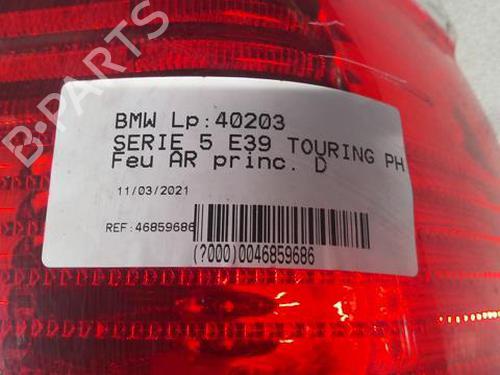 B-PARTS
BMW Lp:40203
SERIE 5 E39 TOURING PH
Feu AR princ. D
11/03/2021
REF:46859686
(?000)0046859686